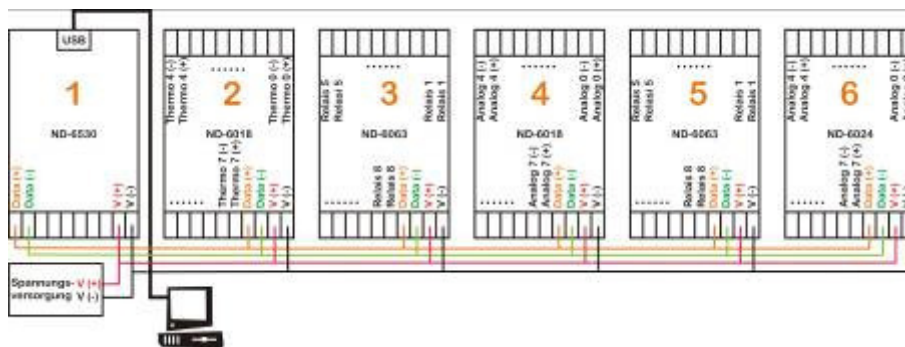 USB
1
ND-6530
Data (+)
Data (-)
V (+)
V (-)
Spannungs- V (+)
versorgung V (-)
Thermo 4 (-)
Thermo 4 (+)
......
Thermo 0 (-)
Thermo 0 (+)
2
ND-6018
......
Thermo 7 (-)
Thermo 7 (+)
Data (+)
Data (-)
V (+)
V (-)
Relais 5
Relasi 5
......
Relais 1
Relais 1
3
ND-6063
......
Relais 8
Relais 8
Data (+)
Data (-)
V (+)
V (-)
Analog 4 (-)
Analog 4 (+)
......
Analog 0 (-)
Analog 0 (+)
4
ND-6018
......
Analog 7 (-)
Analog 7 (+)
Data (+)
Data (-)
V (+)
V (-)
Relais 5
Relasi 5
......
Relais 1
Relais 1
5
ND-6063
......
Relais 8
Relais 8
Data (+)
Data (-)
V (+)
V (-)
Analog 4 (-)
Analog 4 (+)
......
Analog 0 (-)
Analog 0 (+)
6
ND-6024
......
Analog 7 (-)
Analog 7 (+)
Data (+)
Data (-)
V (+)
V (-)